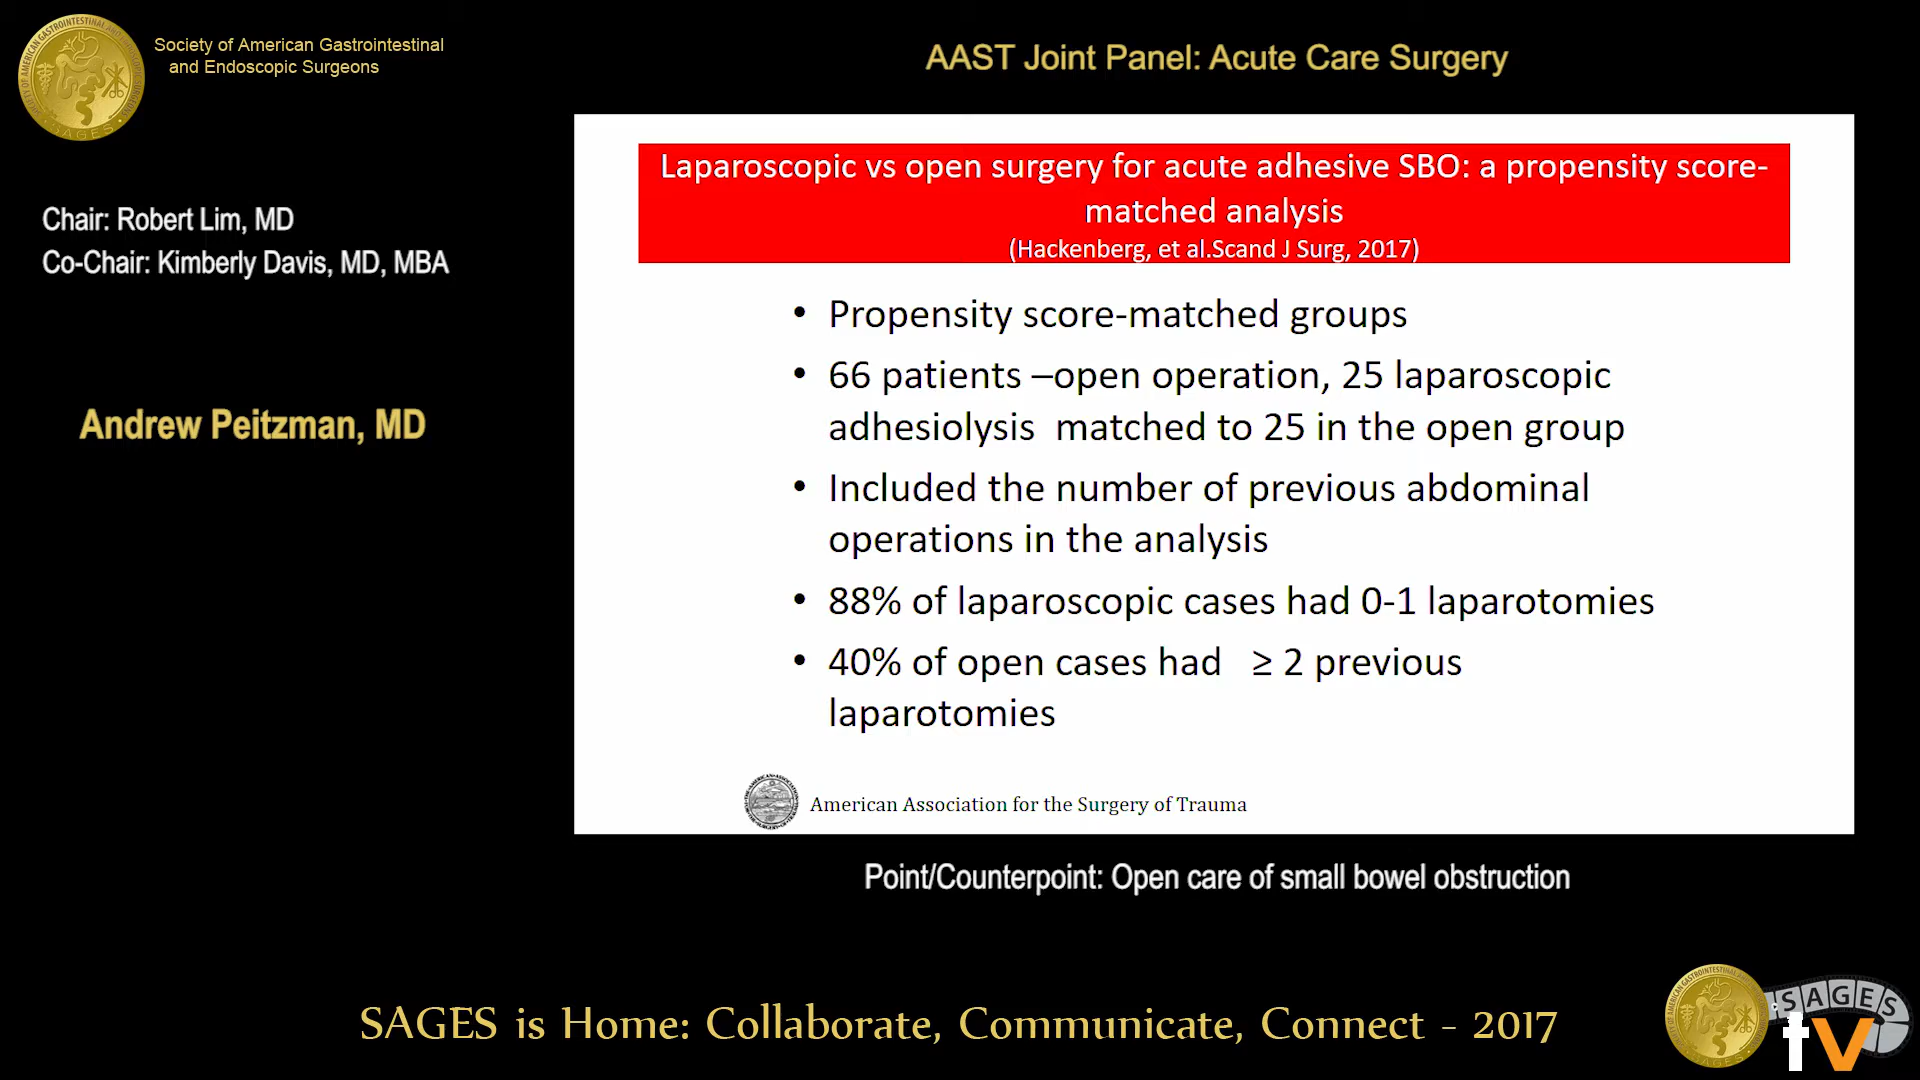 Society of American Gastrointestinal
and Endoscopic Surgeons
AAST Joint Panel: Acute Care Surgery
Chair: Robert Lim, MD
Co-Chair: Kimberly Davis, MD, MBA
Andrew Peitzman, MD
Laparoscopic vs open surgery for acute adhesive SBO: a propensity score-
matched analysis
(Hackenberg, et al.Scand J Surg, 2017)
• Propensity score-matched groups
• 66 patients –open operation, 25 laparoscopic
adhesiolysis matched to 25 in the open group
• Included the number of previous abdominal
operations in the analysis
• 88% of laparoscopic cases had 0-1 laparotomies
• 40% of open cases had ≥ 2 previous
laparotomies
American Association for the Surgery of Trauma
Point/Counterpoint: Open care of small bowel obstruction
SAGES is Home: Collaborate, Communicate, Connect - 2017
SAGES
tv